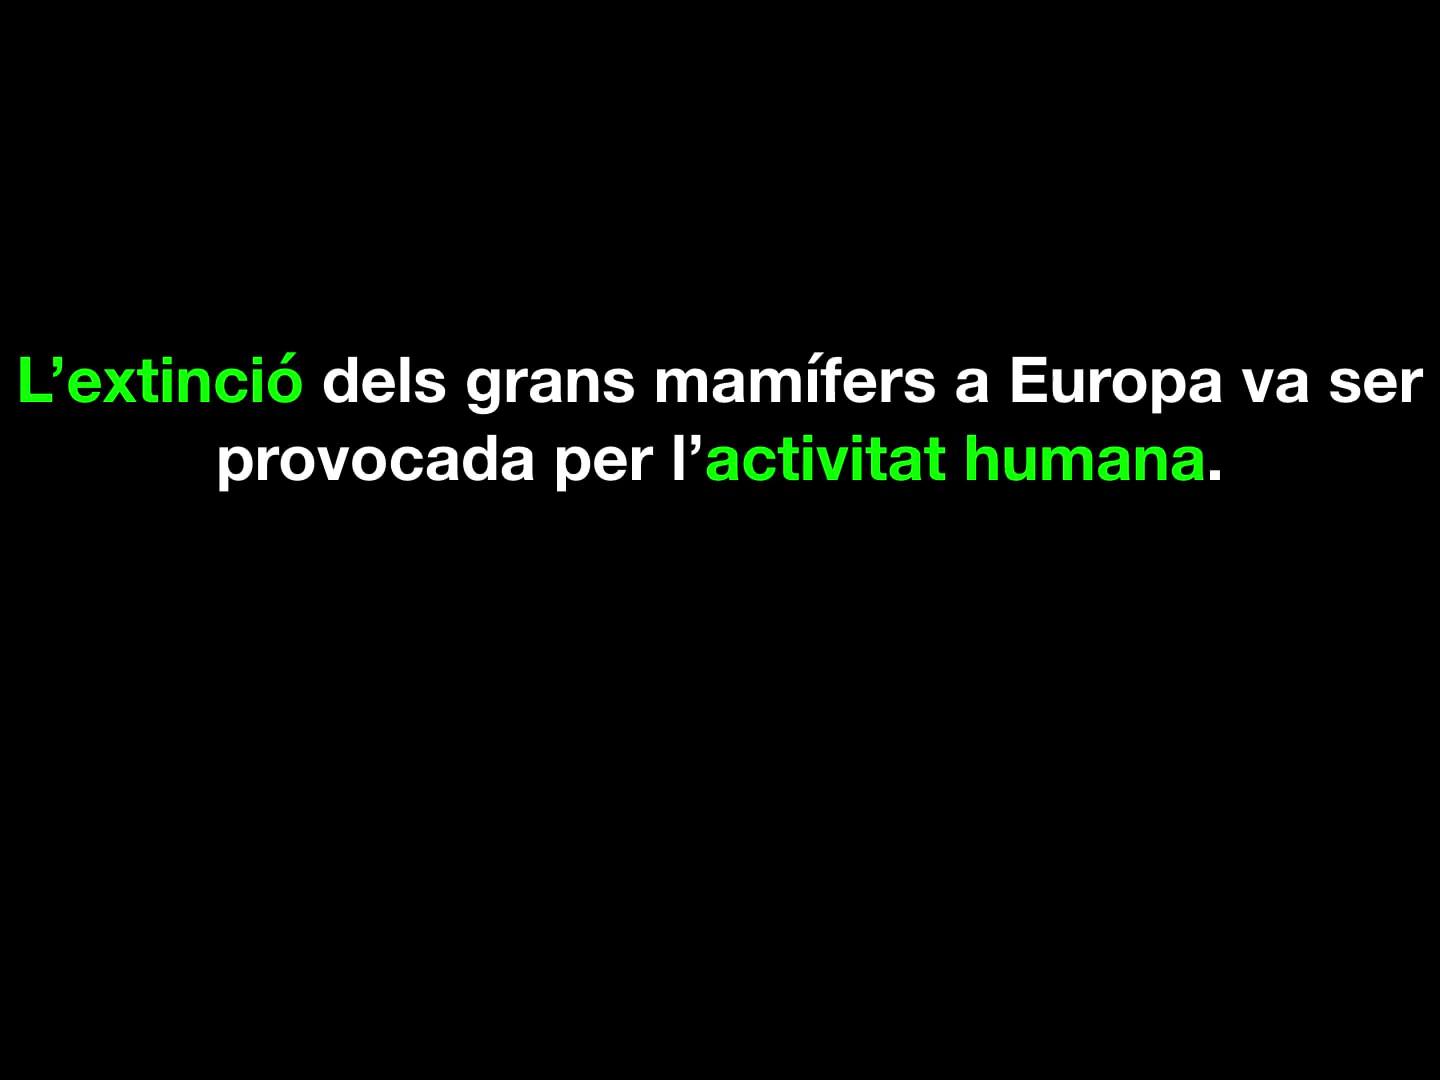 L’extinció dels grans mamífers a Europa va ser
provocada per l’activitat humana.